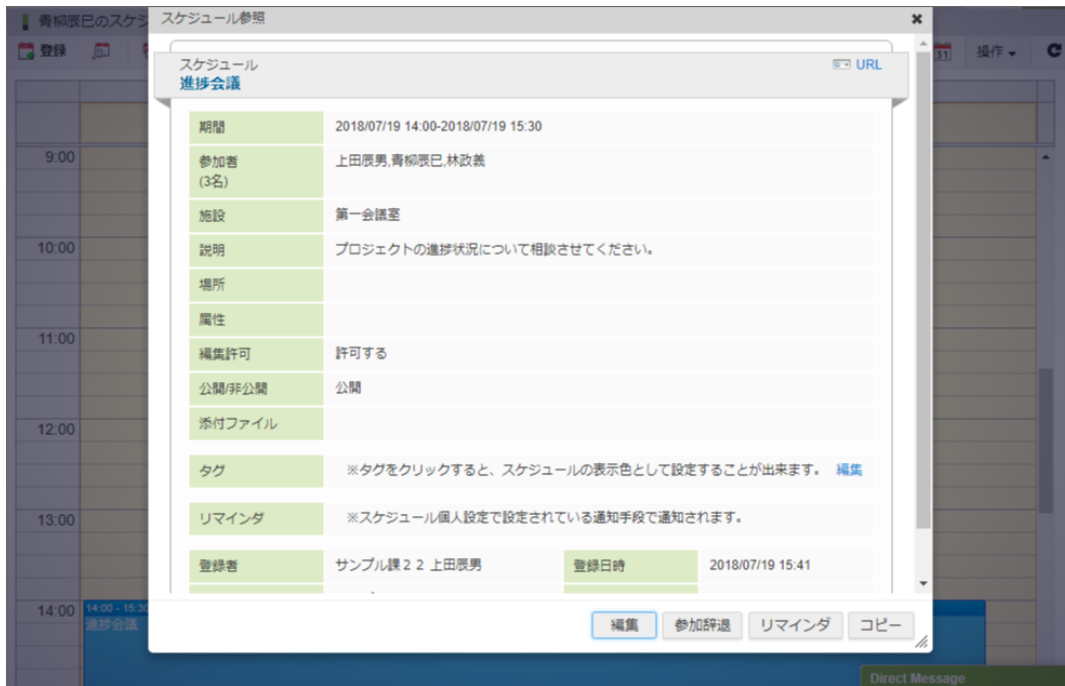 青柳辰巳のスケジ
登録
31
操作
スケジュール参照
スケジュール
進捗会議
URL
期間 2018/07/19 14:00-2018/07/19 15:30
参加者
(3名) 上田辰男,青柳辰巳,林政義
施設 第一会議室
説明 プロジェクトの進捗状況について相談させてください。
場所
属性
編集許可 許可する
公開/非公開 公開
添付ファイル
タグ ※タグをクリックすると、スケジュールの表示色として設定することが出来ます。 編集
リマインダ ※スケジュール個人設定で設定されている通知手段で通知されます。
登録者 サンプル課22 上田辰男 登録日時 2018/07/19 15:41
編集 参加辞退 リマインダ コピー
9:00
10:00
11:00
12:00
13:00
14:00
14:00 - 15:30
進捗会議
Direct Message